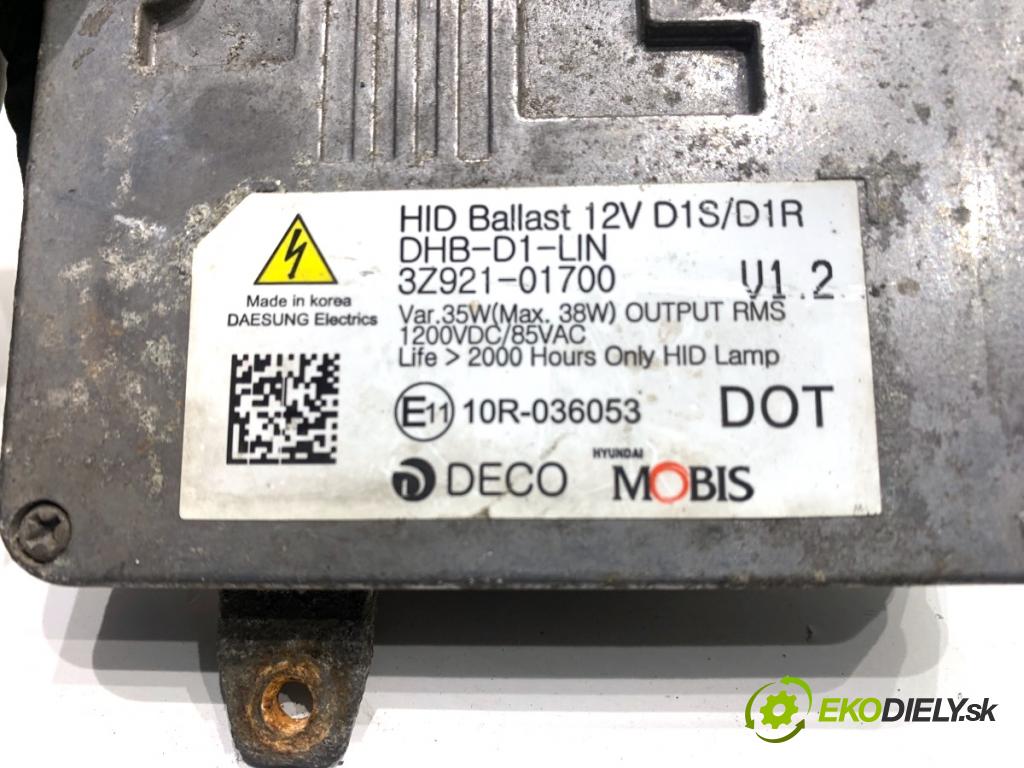 HID Ballast 12V D1S/D1R
DHB-D1-LIN
3Z921-01700
V1.2
Made in korea
DAESUNG Electrics
Var.35W(Max. 38W) OUTPUT RMS
1200VDC/85VAC
Life > 2000 Hours Only HID Lamp
E11 10R-036053
DOT
DECO
HYUNDAI
MOBIS
EKODIELY.sk